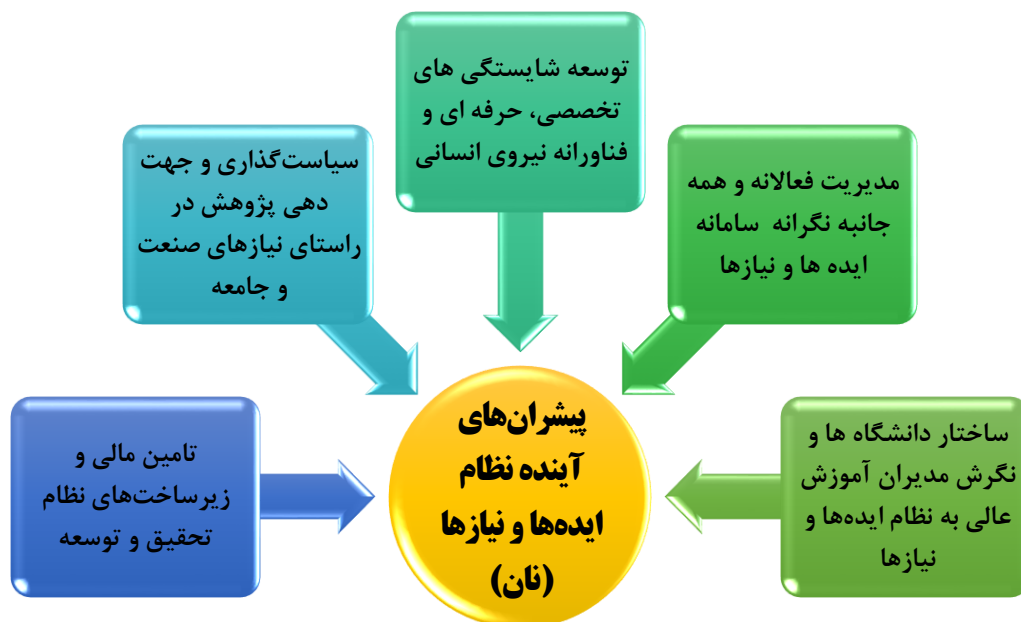 توسعه شایستگی های
تخصصی، حرفه ای و
فناورانه نیروی انسانی
مدیریت فعالانه و همه
جانبه نگرانه سامانه
ایده ها و نیازها
سیاست‌گذاری و جهت
دهی پژوهش در
راستای نیازهای صنعت
و جامعه
ساختار دانشگاه ها و
نگرش مدیران آموزش
عالی به نظام ایده‌ها و
نیازها
تامین مالی و
زیرساخت‌های نظام
تحقیق و توسعه
پیشران‌های
آینده نظام
ایده‌ها و نیازها
(نان)